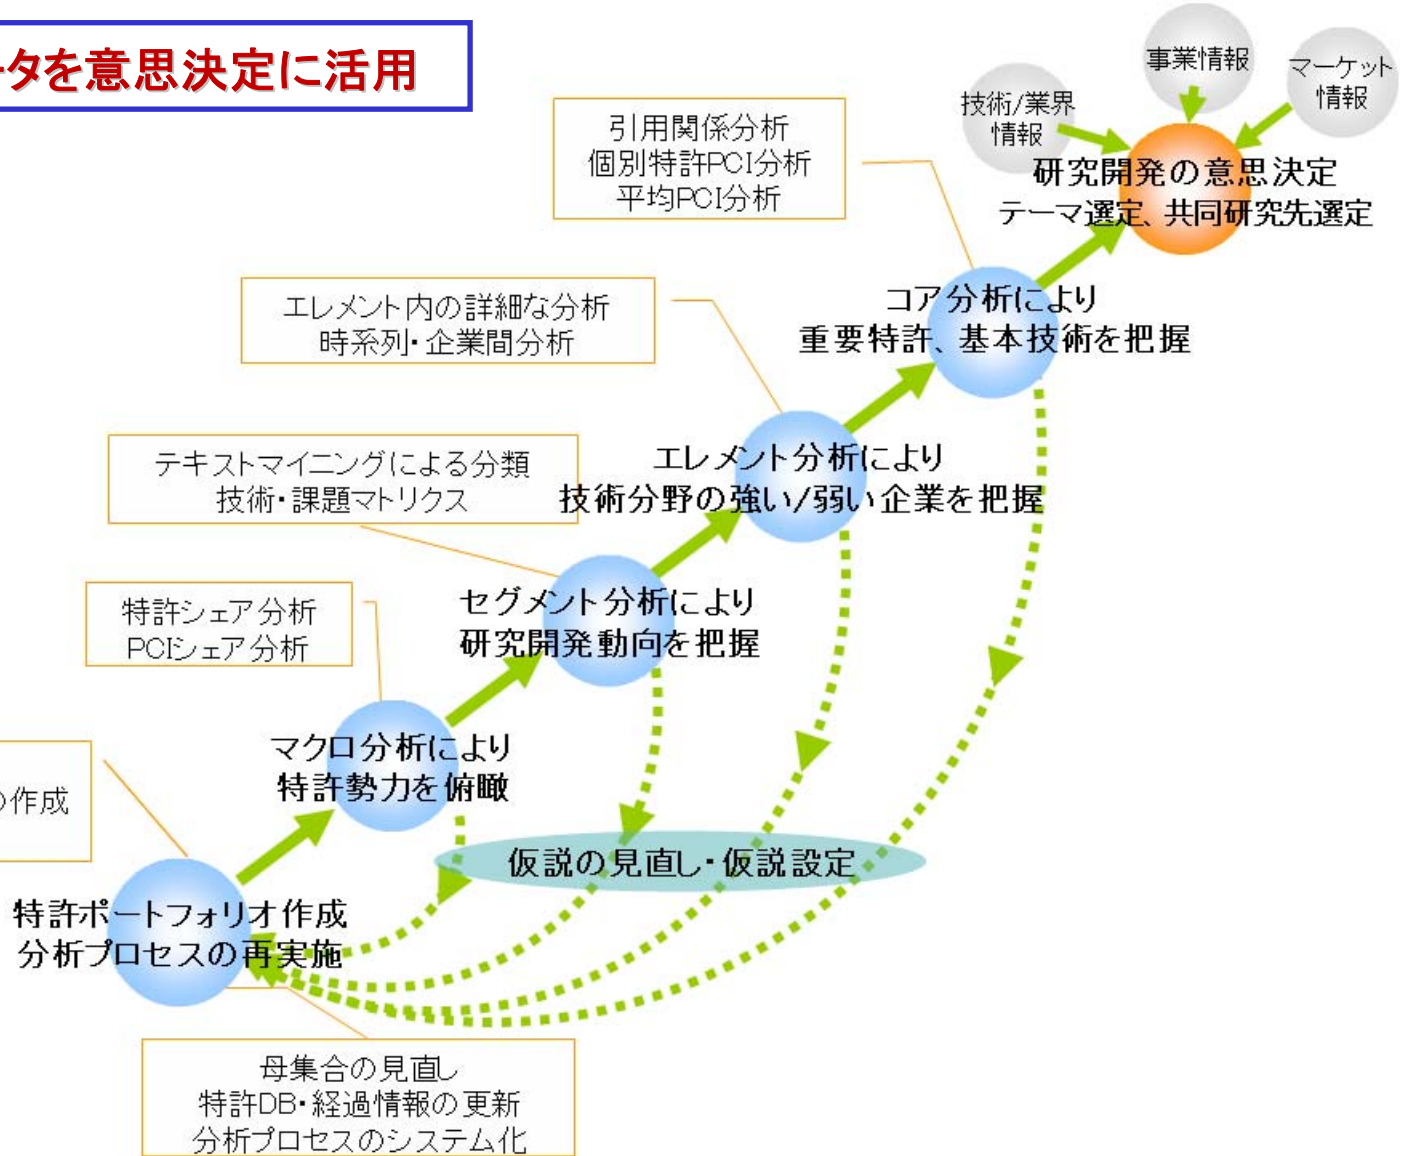 ータを意思決定に活用
事業情報
マーケット
情報
技術/業界
情報
研究開発の意思決定
テーマ選定、共同研究先選定
引用関係分析
個別特許PCI分析
平均PCI分析
コア分析により
重要特許、基本技術を把握
エレメント内の詳細な分析
時系列・企業間分析
エレメント分析により
技術分野の強い/弱い企業を把握
テキストマイニングによる分類
技術・課題マトリクス
セグメント分析により
研究開発動向を把握
特許シェア分析
PCIシェア分析
マクロ分析により
特許勢力を俯瞰
の作成
仮説の見直し・仮説設定
特許ポートフォリオ作成
分析プロセスの再実施
母集合の見直し
特許DB・経過情報の更新
分析プロセスのシステム化